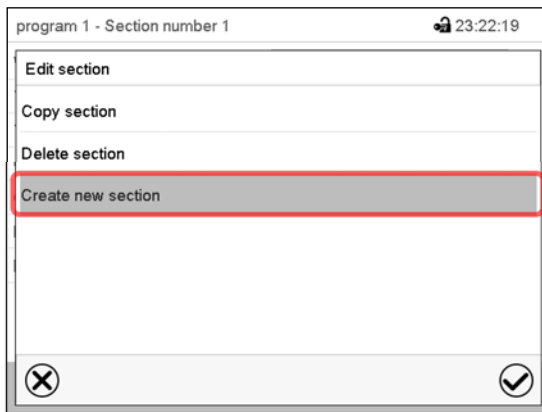 program 1 - Section number 1 23:22:19
Edit section
Copy section
Delete section
Create new section